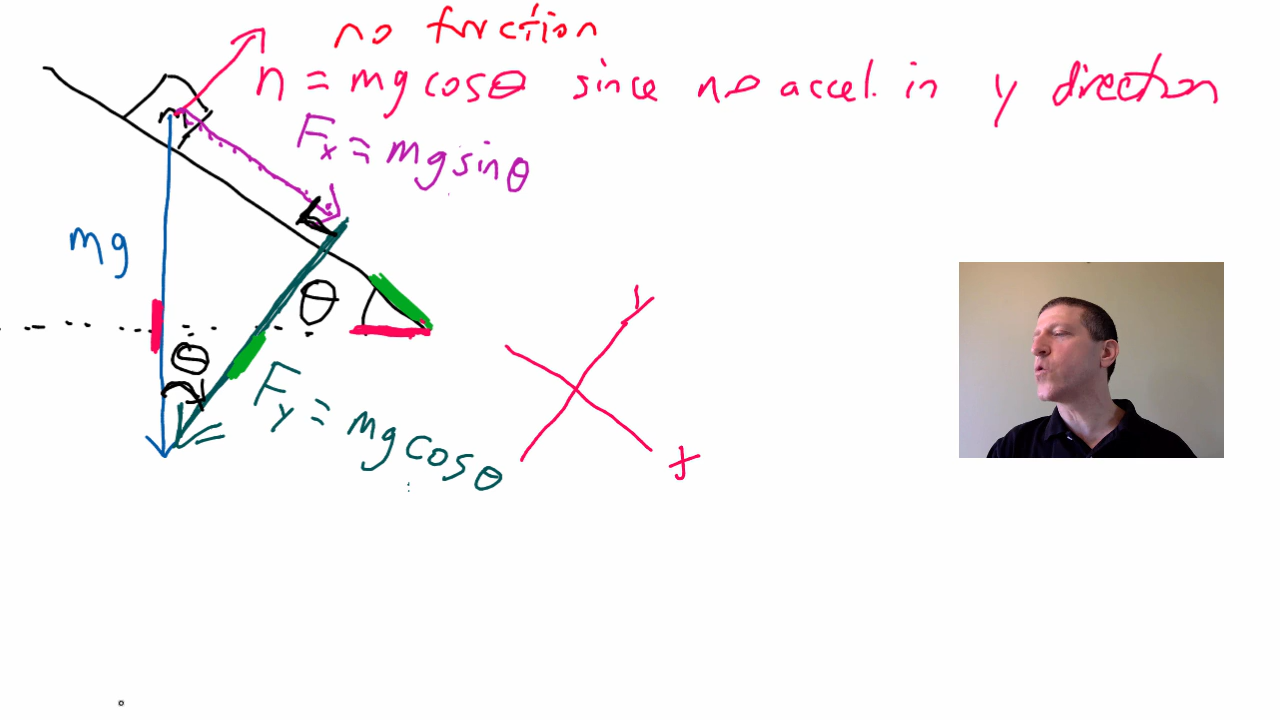 no friction
n = mg cosθ since no accel. in y direction
m
Fx = mg sinθ
mg
θ
θ
Fy = mg cosθ
y
x